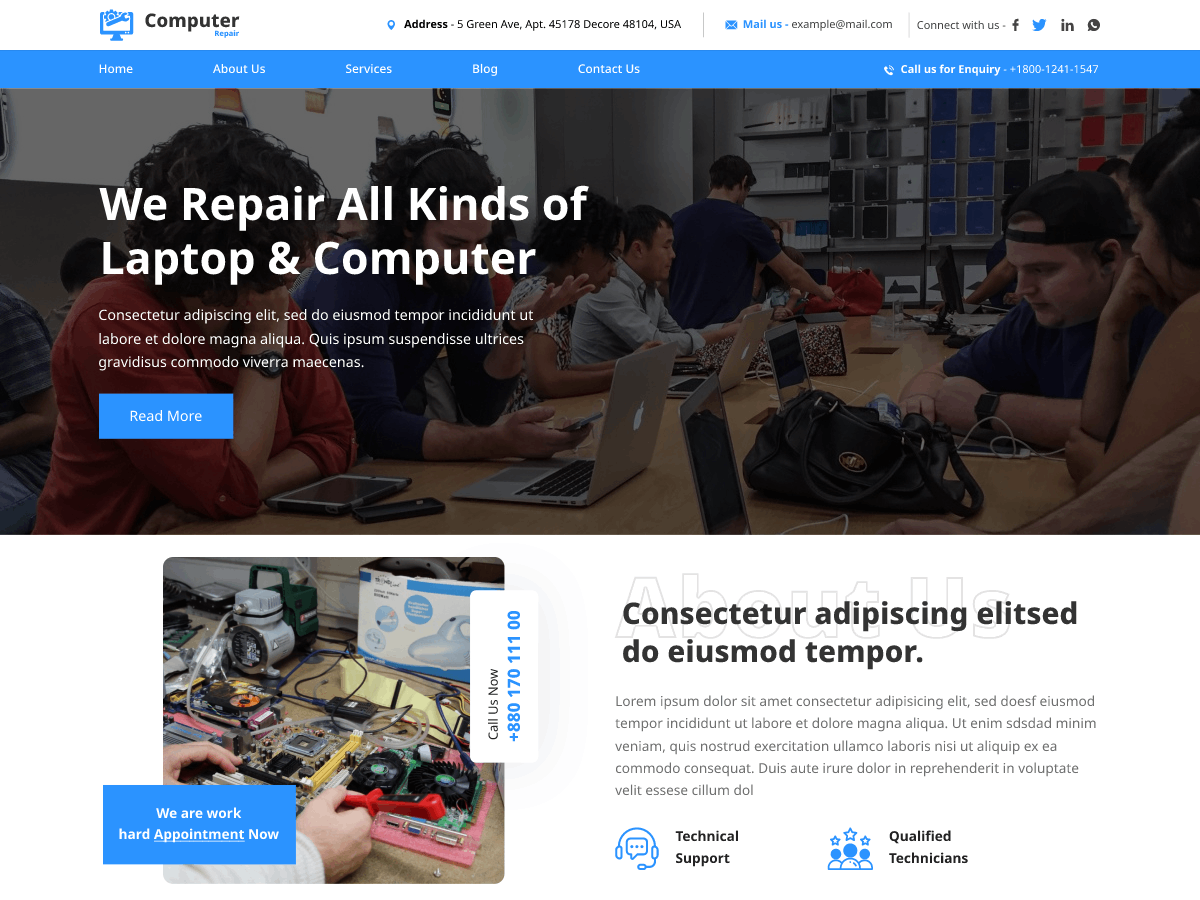 Computer
Repair
Address - 5 Green Ave, Apt. 45178 Decore 48104, USA
Mail us - example@mail.com
Connect with us -
Home
About Us
Services
Blog
Contact Us
Call us for Enquiry - +1800-1241-1547
We Repair All Kinds of
Laptop & Computer
Consectetur adipiscing elit, sed do eiusmod tempor incididunt ut
labore et dolore magna aliqua. Quis ipsum suspendisse ultrices
gravidisus commodo viverra maecenas.
Read More
Call Us Now
+880 170 111 00
We are work
hard Appointment Now
About Us
Consectetur adipiscing elitsed
do eiusmod tempor.
Lorem ipsum dolor sit amet consectetur adipisicing elit, sed doesf eiusmod
tempor incididunt ut labore et dolore magna aliqua. Ut enim sdsdad minim
veniam, quis nostrud exercitation ullamco laboris nisi ut aliquip ex ea
commodo consequat. Duis aute irure dolor in reprehenderit in voluptate
velit essese cillum dol
Technical
Support
Qualified
Technicians